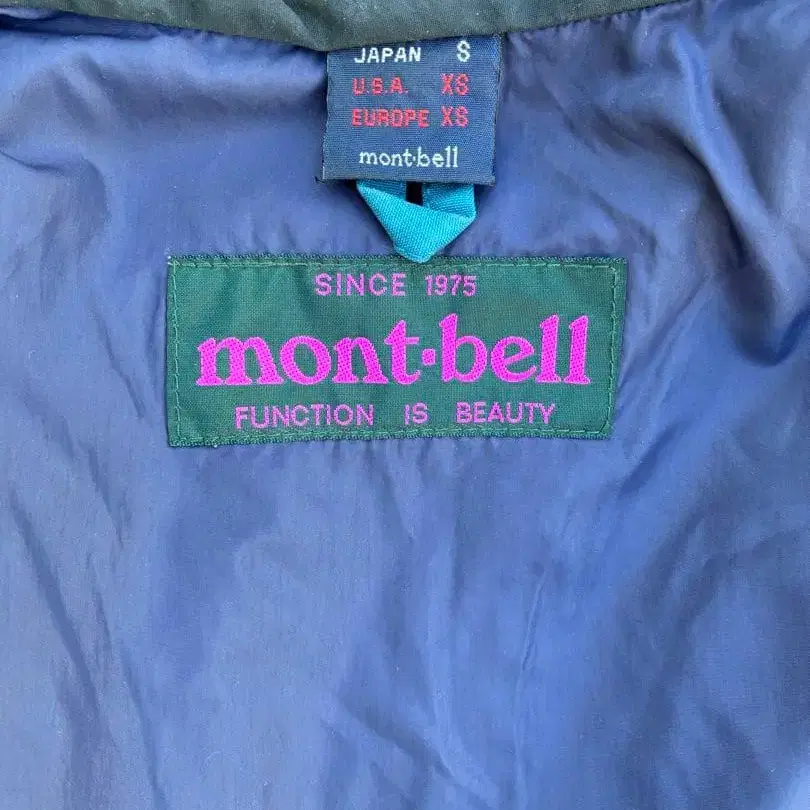 JAPAN S
U.S.A. XS
EUROPE XS
mont·bell
SINCE 1975
mont·bell
FUNCTION IS BEAUTY